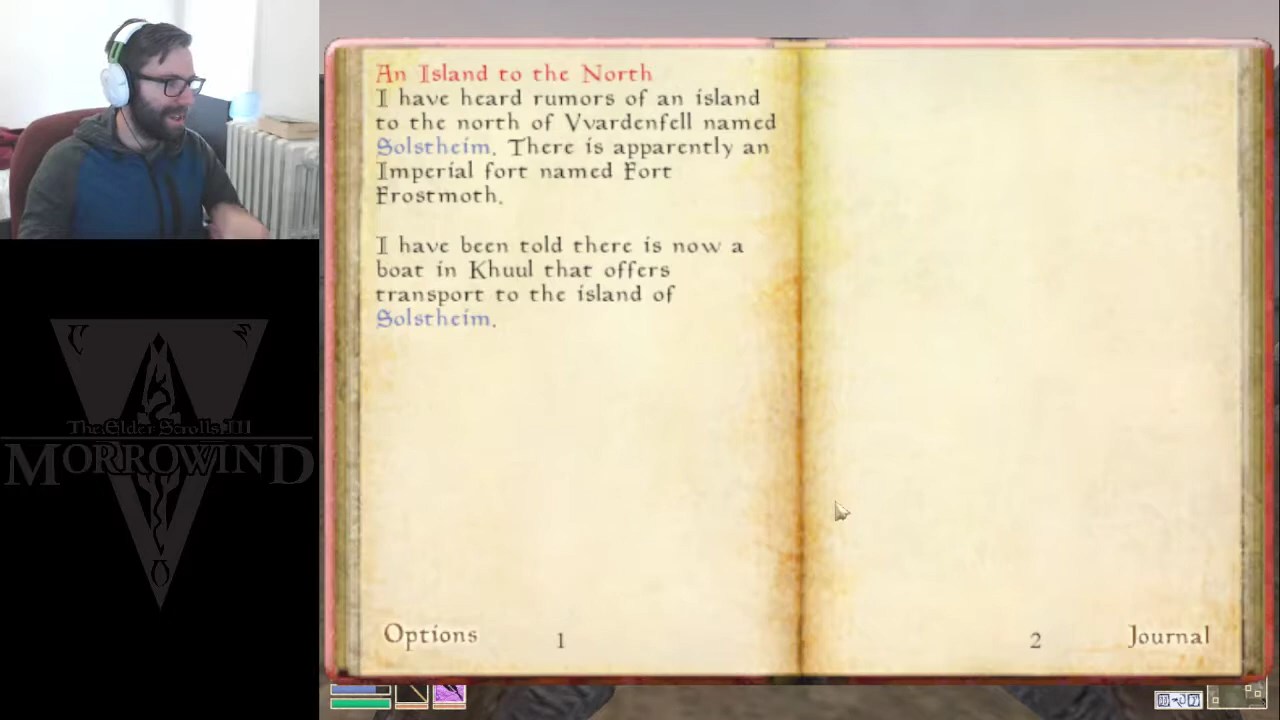 An Island to the North
I have heard rumors of an island
to the north of Vvardenfell named
Solstheim. There is apparently an
Imperial fort named Fort
Frostmoth.
I have been told there is now a
boat in Khuul that offers
transport to the island of
Solstheim.
Options
1
2
Journal
The Elder Scrolls III
MORROWIND